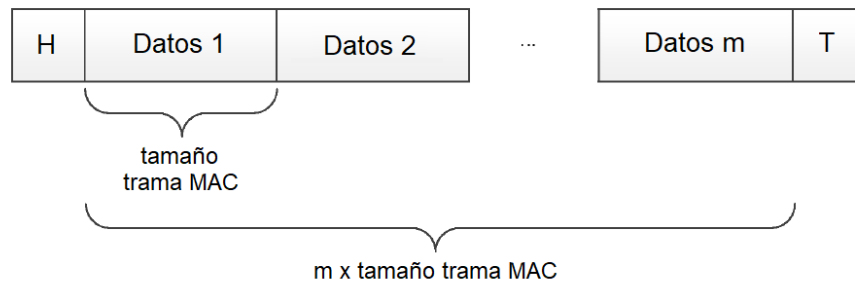 H Datos 1 Datos 2 ... Datos m T
tamaño
trama MAC
m x tamaño trama MAC